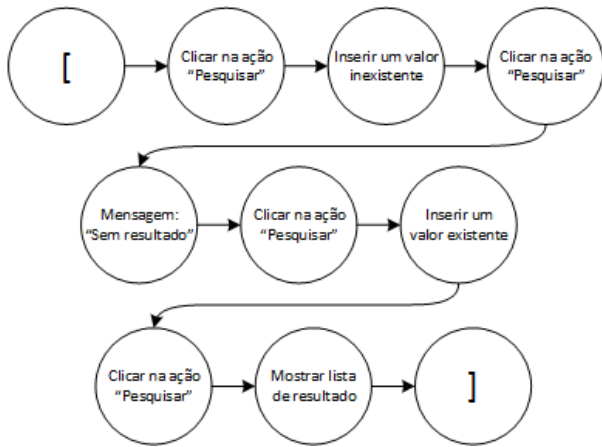 [
Clicar na ação
"Pesquisar"
Inserir um valor
inexistente
Clicar na ação
"Pesquisar"
Mensagem:
"Sem resultado"
Clicar na ação
"Pesquisar"
Inserir um
valor existente
Clicar na ação
"Pesquisar"
Mostrar lista
de resultado
]